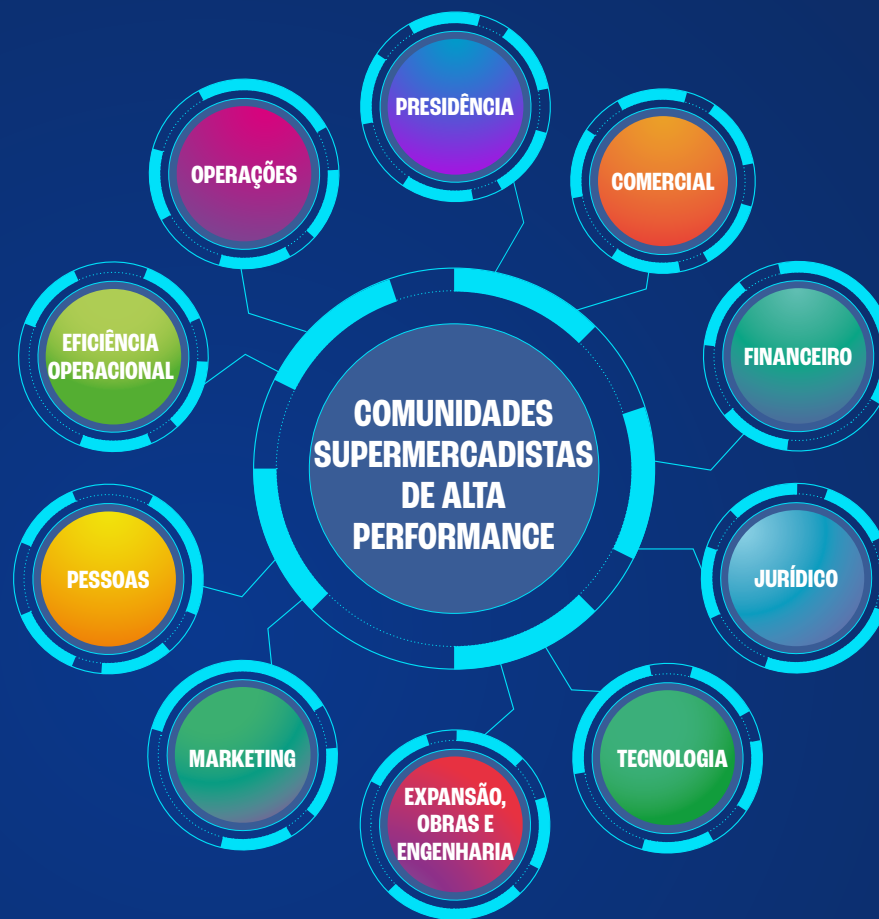 PRESIDÊNCIA
OPERAÇÕES
COMERCIAL
EFICIÊNCIA
OPERACIONAL
FINANCEIRO
COMUNIDADES
SUPERMERCADISTAS
DE ALTA
PERFORMANCE
PESSOAS
JURÍDICO
MARKETING
TECNOLOGIA
EXPANSÃO,
OBRAS E
ENGENHARIA